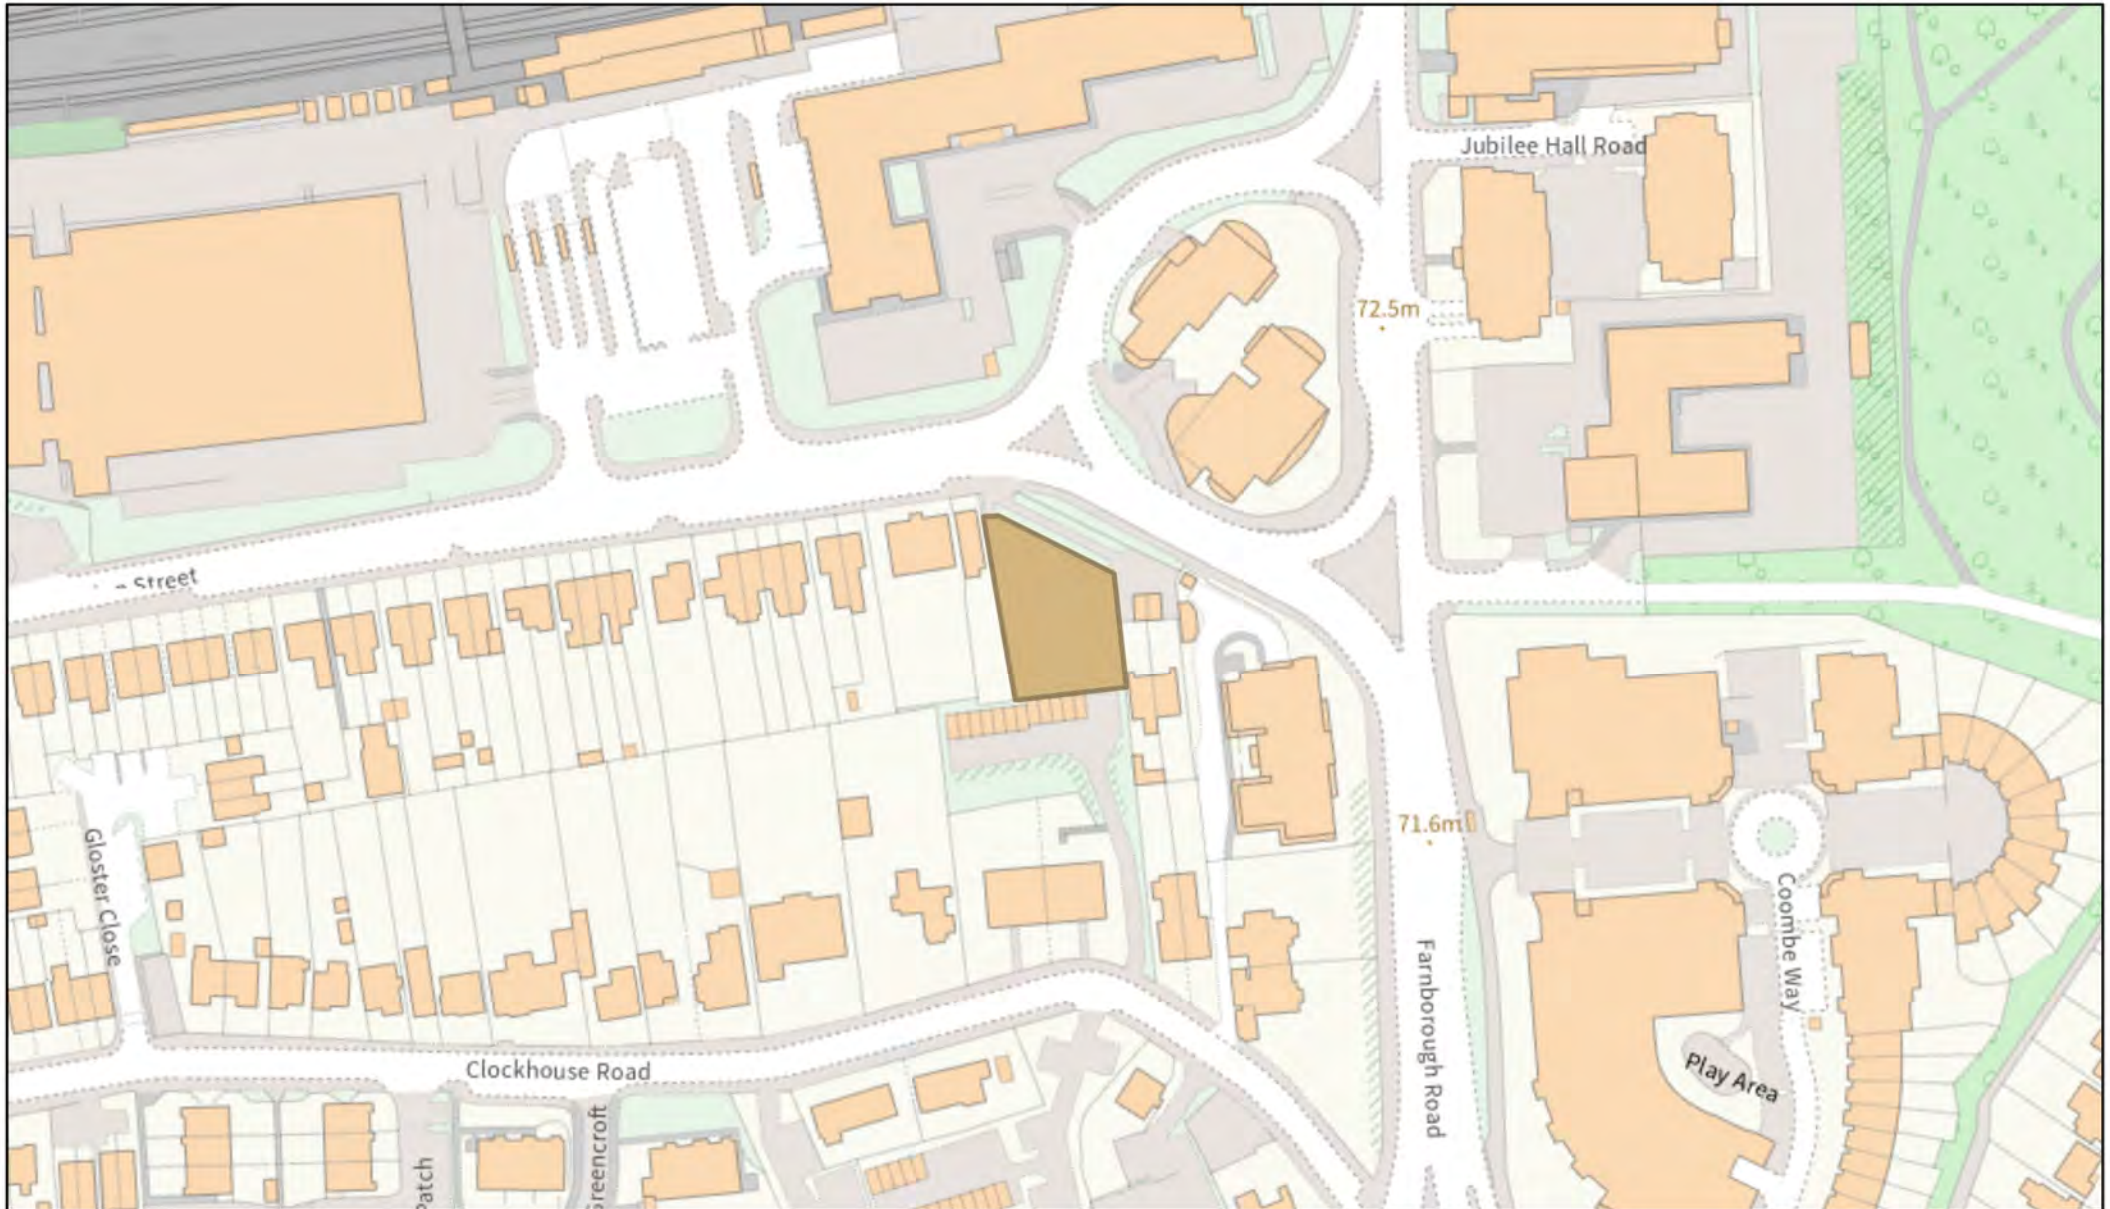 Jubilee Hall Road
72.5m
Street
71.6m
Gloster Close
Coombe Way
Farnborough Road
Clockhouse Road
Play Area
Greencroft
Patch